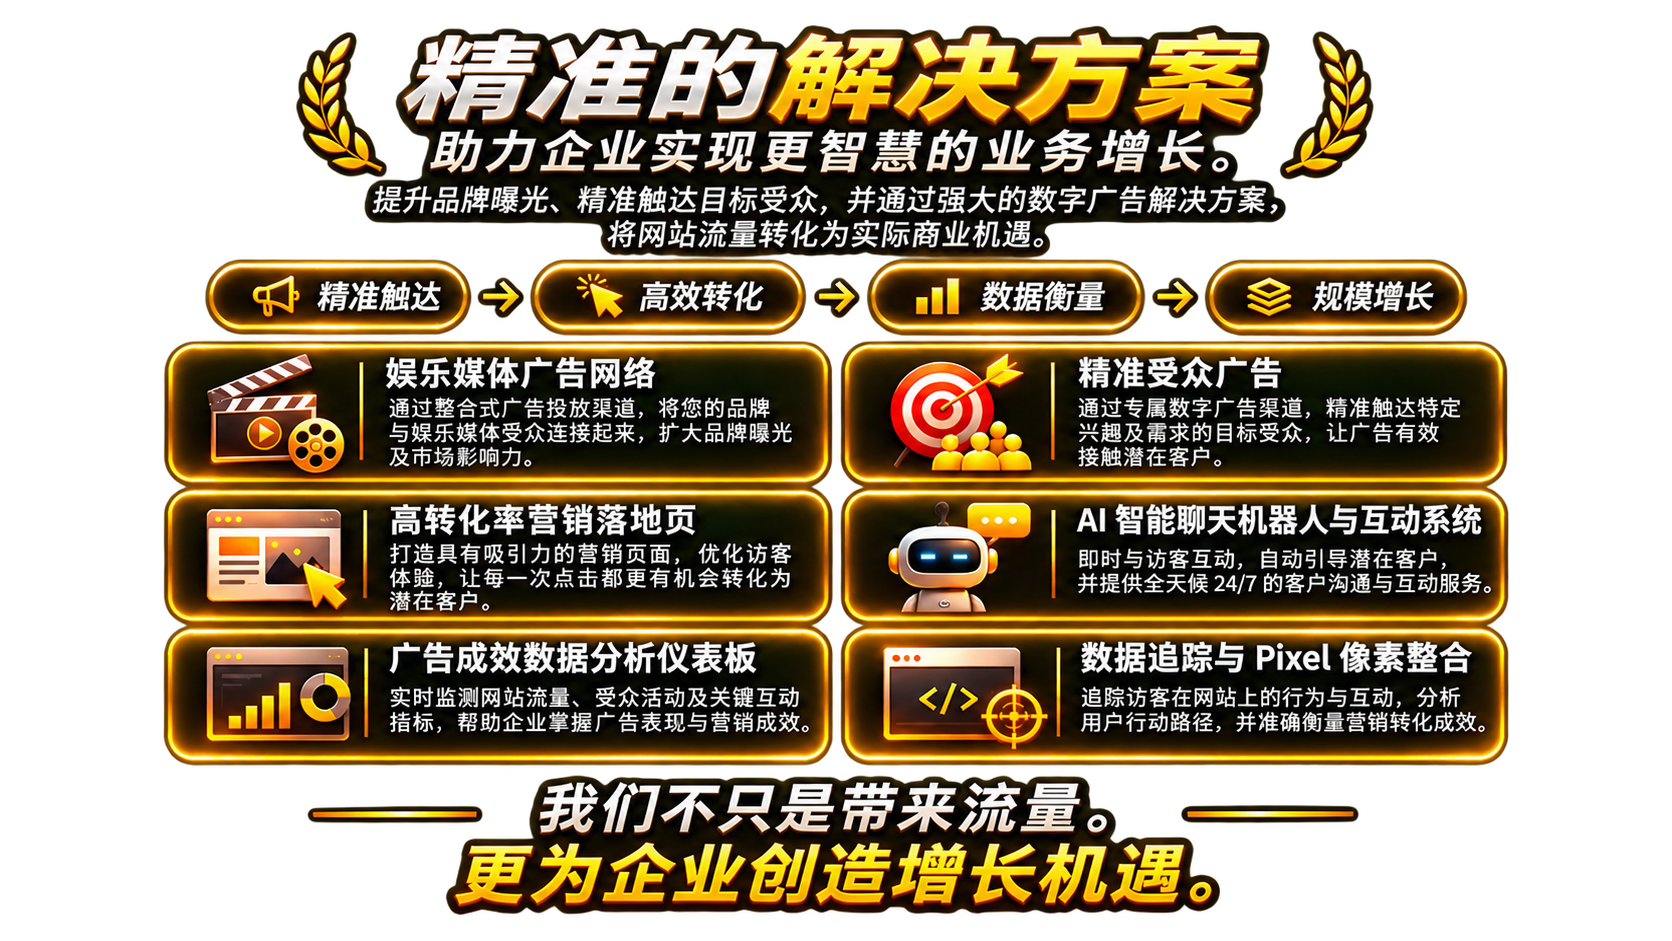 精准的解决方案
助力企业实现更智慧的业务增长。
提升品牌曝光、精准触达目标受众，并通过强大的数字广告解决方案，
将网站流量转化为实际商业机遇。
精准触达
高效转化
数据衡量
规模增长
娱乐媒体广告网络
通过整合式广告投放渠道，将您的品牌
与娱乐媒体受众连接起来，扩大品牌曝光
及市场影响力。
精准受众广告
通过专属数字广告渠道，精准触达特定
兴趣及需求的目标受众，让广告有效
接触潜在客户。
高转化率营销落地页
打造具有吸引力的营销页面，优化访客
体验，让每一次点击都更有机会转化为
潜在客户。
AI 智能聊天机器人与互动系统
即时与访客互动，自动引导潜在客户，
并提供全天候 24/7 的客户沟通与互动服务。
广告成效数据分析仪表板
实时监测网站流量、受众活动及关键互动
指标，帮助企业掌握广告表现与营销成效。
数据追踪与 Pixel 像素整合
</>
追踪访客在网站上的行为与互动，分析
用户行动路径，并准确衡量营销转化成效。
我们不只是带来流量。
更为企业创造增长机遇。